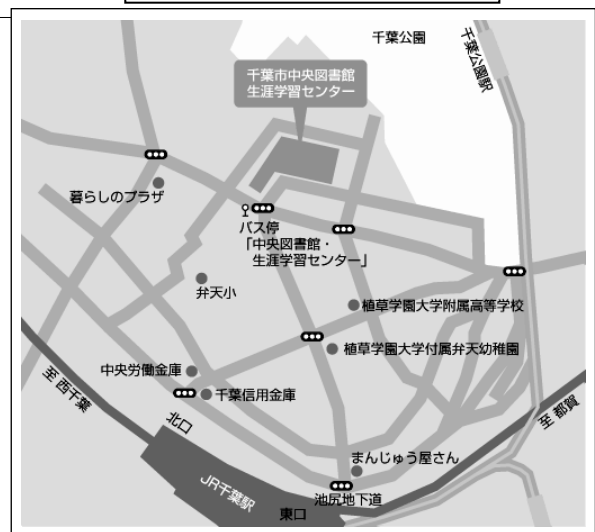 千葉公園
千葉公園駅
千葉市中央図書館
生涯学習センター
暮らしのプラザ
バス停
「中央図書館・
生涯学習センター」
弁天小
植草学園大学附属高等学校
植草学園大学付属弁天幼稚園
中央労働金庫
千葉信用金庫
至 西千葉
北口
至 都賀
まんじゅう屋さん
JR千葉駅
池尻地下道
東口